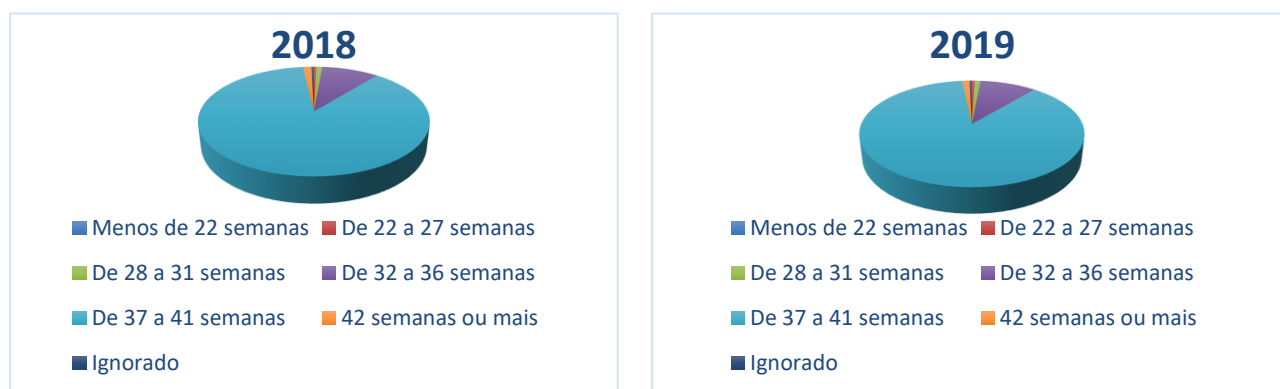 2018
Menos de 22 semanas De 22 a 27 semanas
De 28 a 31 semanas De 32 a 36 semanas
De 37 a 41 semanas 42 semanas ou mais
Ignorado
2019
Menos de 22 semanas De 22 a 27 semanas
De 28 a 31 semanas De 32 a 36 semanas
De 37 a 41 semanas 42 semanas ou mais
Ignorado